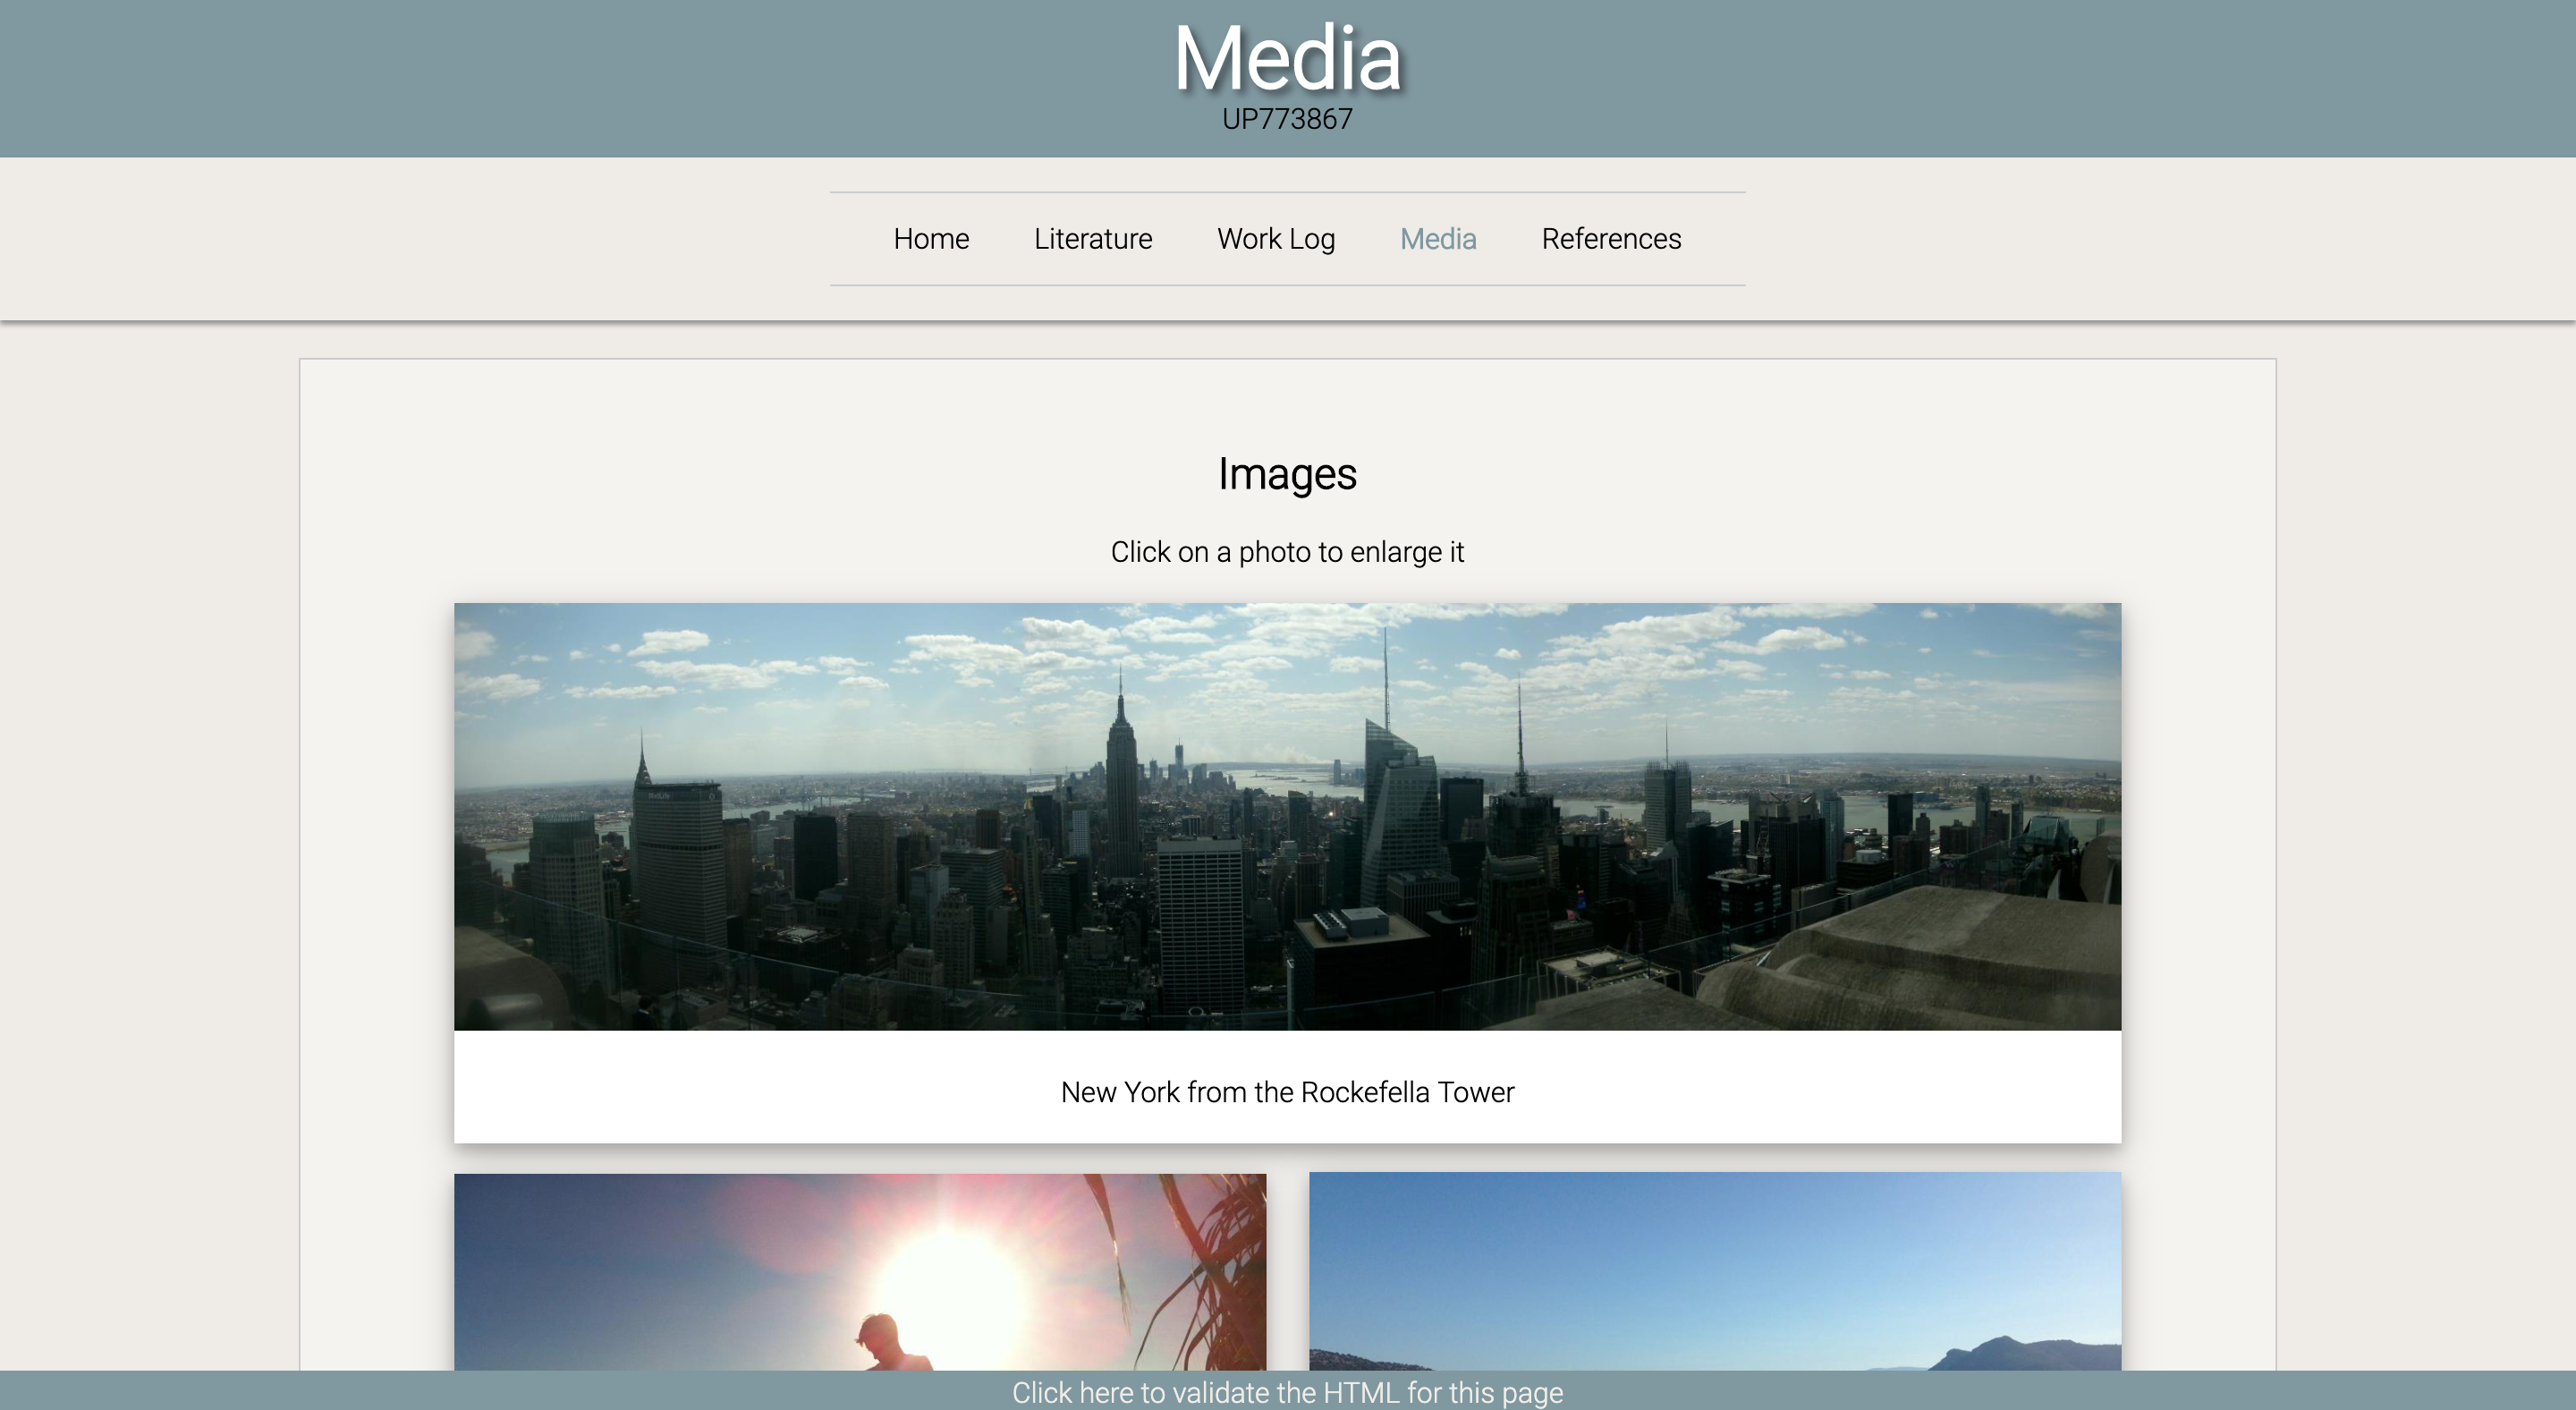 Media
UP773867
Home Literature Work Log Media References
Images
Click on a photo to enlarge it
MetLife
New York from the Rockefella Tower
Click here to validate the HTML for this page